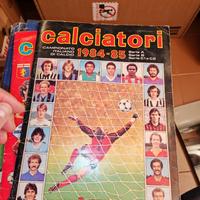 calciatori
CAMPIONATO
ITALIANO
DI CALCIO
1984-85
Serie A
Serie B
Serie C1 e C2